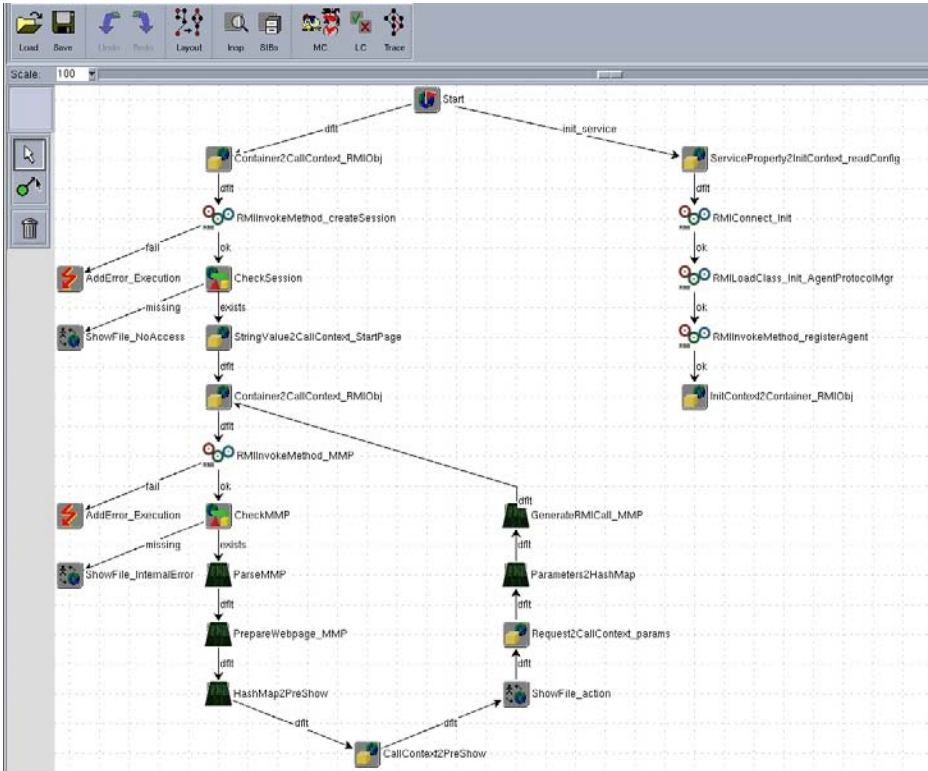 Load Save Undo Redo Layout Insp SIBs MC LC Trace
Scale: 100
Start
dflt
init_service
Container2CallContext_RMIObj
ServiceProperty2InitContext_readConfig
dflt
dflt
RMIInvokeMethod_createSession
RMIConnect_Init
fail
ok
ok
AddError_Execution
CheckSession
RMILoadClass_Init_AgentProtocolMgr
missing
exists
ok
ShowFile_NoAccess
StringValue2CallContext_StartPage
RMIInvokeMethod_registerAgent
dflt
ok
Container2CallContext_RMIObj
InitContext2Container_RMIObj
dflt
RMIInvokeMethod_MMP
fail
ok
dflt
AddError_Execution
CheckMMP
GenerateRMICall_MMP
missing
exists
dflt
ShowFile_InternalError
ParseMMP
Parameters2HashMap
dflt
dflt
PrepareWebpage_MMP
Request2CallContext_params
dflt
dflt
HashMap2PreShow
ShowFile_action
dflt
dflt
CallContext2PreShow